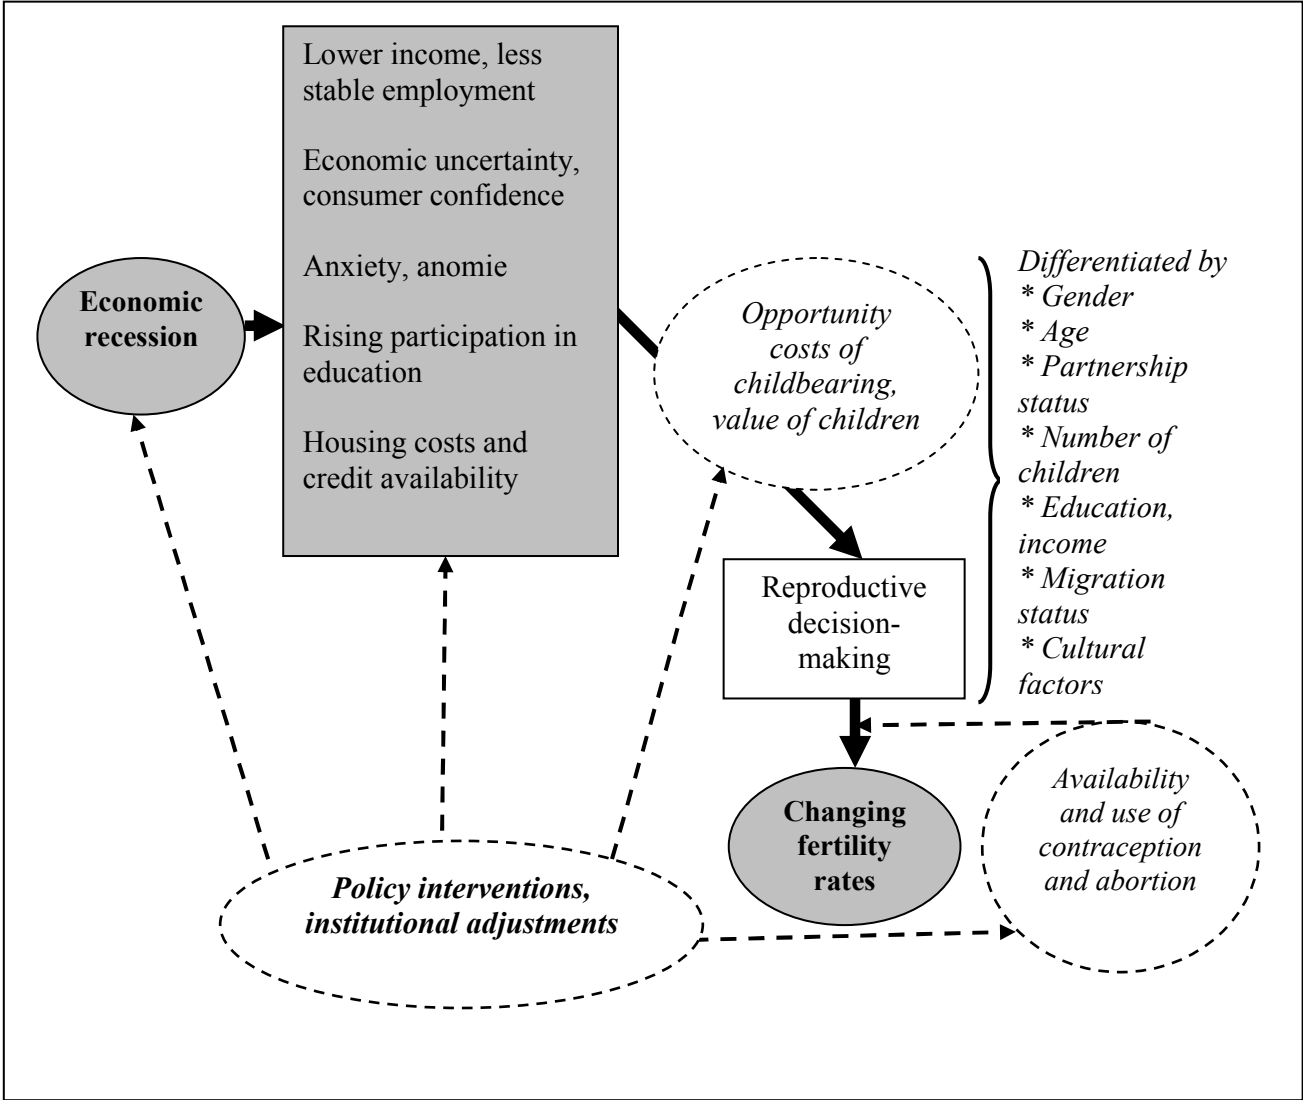 Lower income, less
stable employment
Economic uncertainty,
consumer confidence
Anxiety, anomie
Rising participation in
education
Housing costs and
credit availability
Economic
recession
Opportunity
costs of
childbearing,
value of children
Differentiated by
* Gender
* Age
* Partnership
status
* Number of
children
* Education,
income
* Migration
status
* Cultural
factors
Reproductive
decision-
making
Changing
fertility
rates
Availability
and use of
contraception
and abortion
Policy interventions,
institutional adjustments